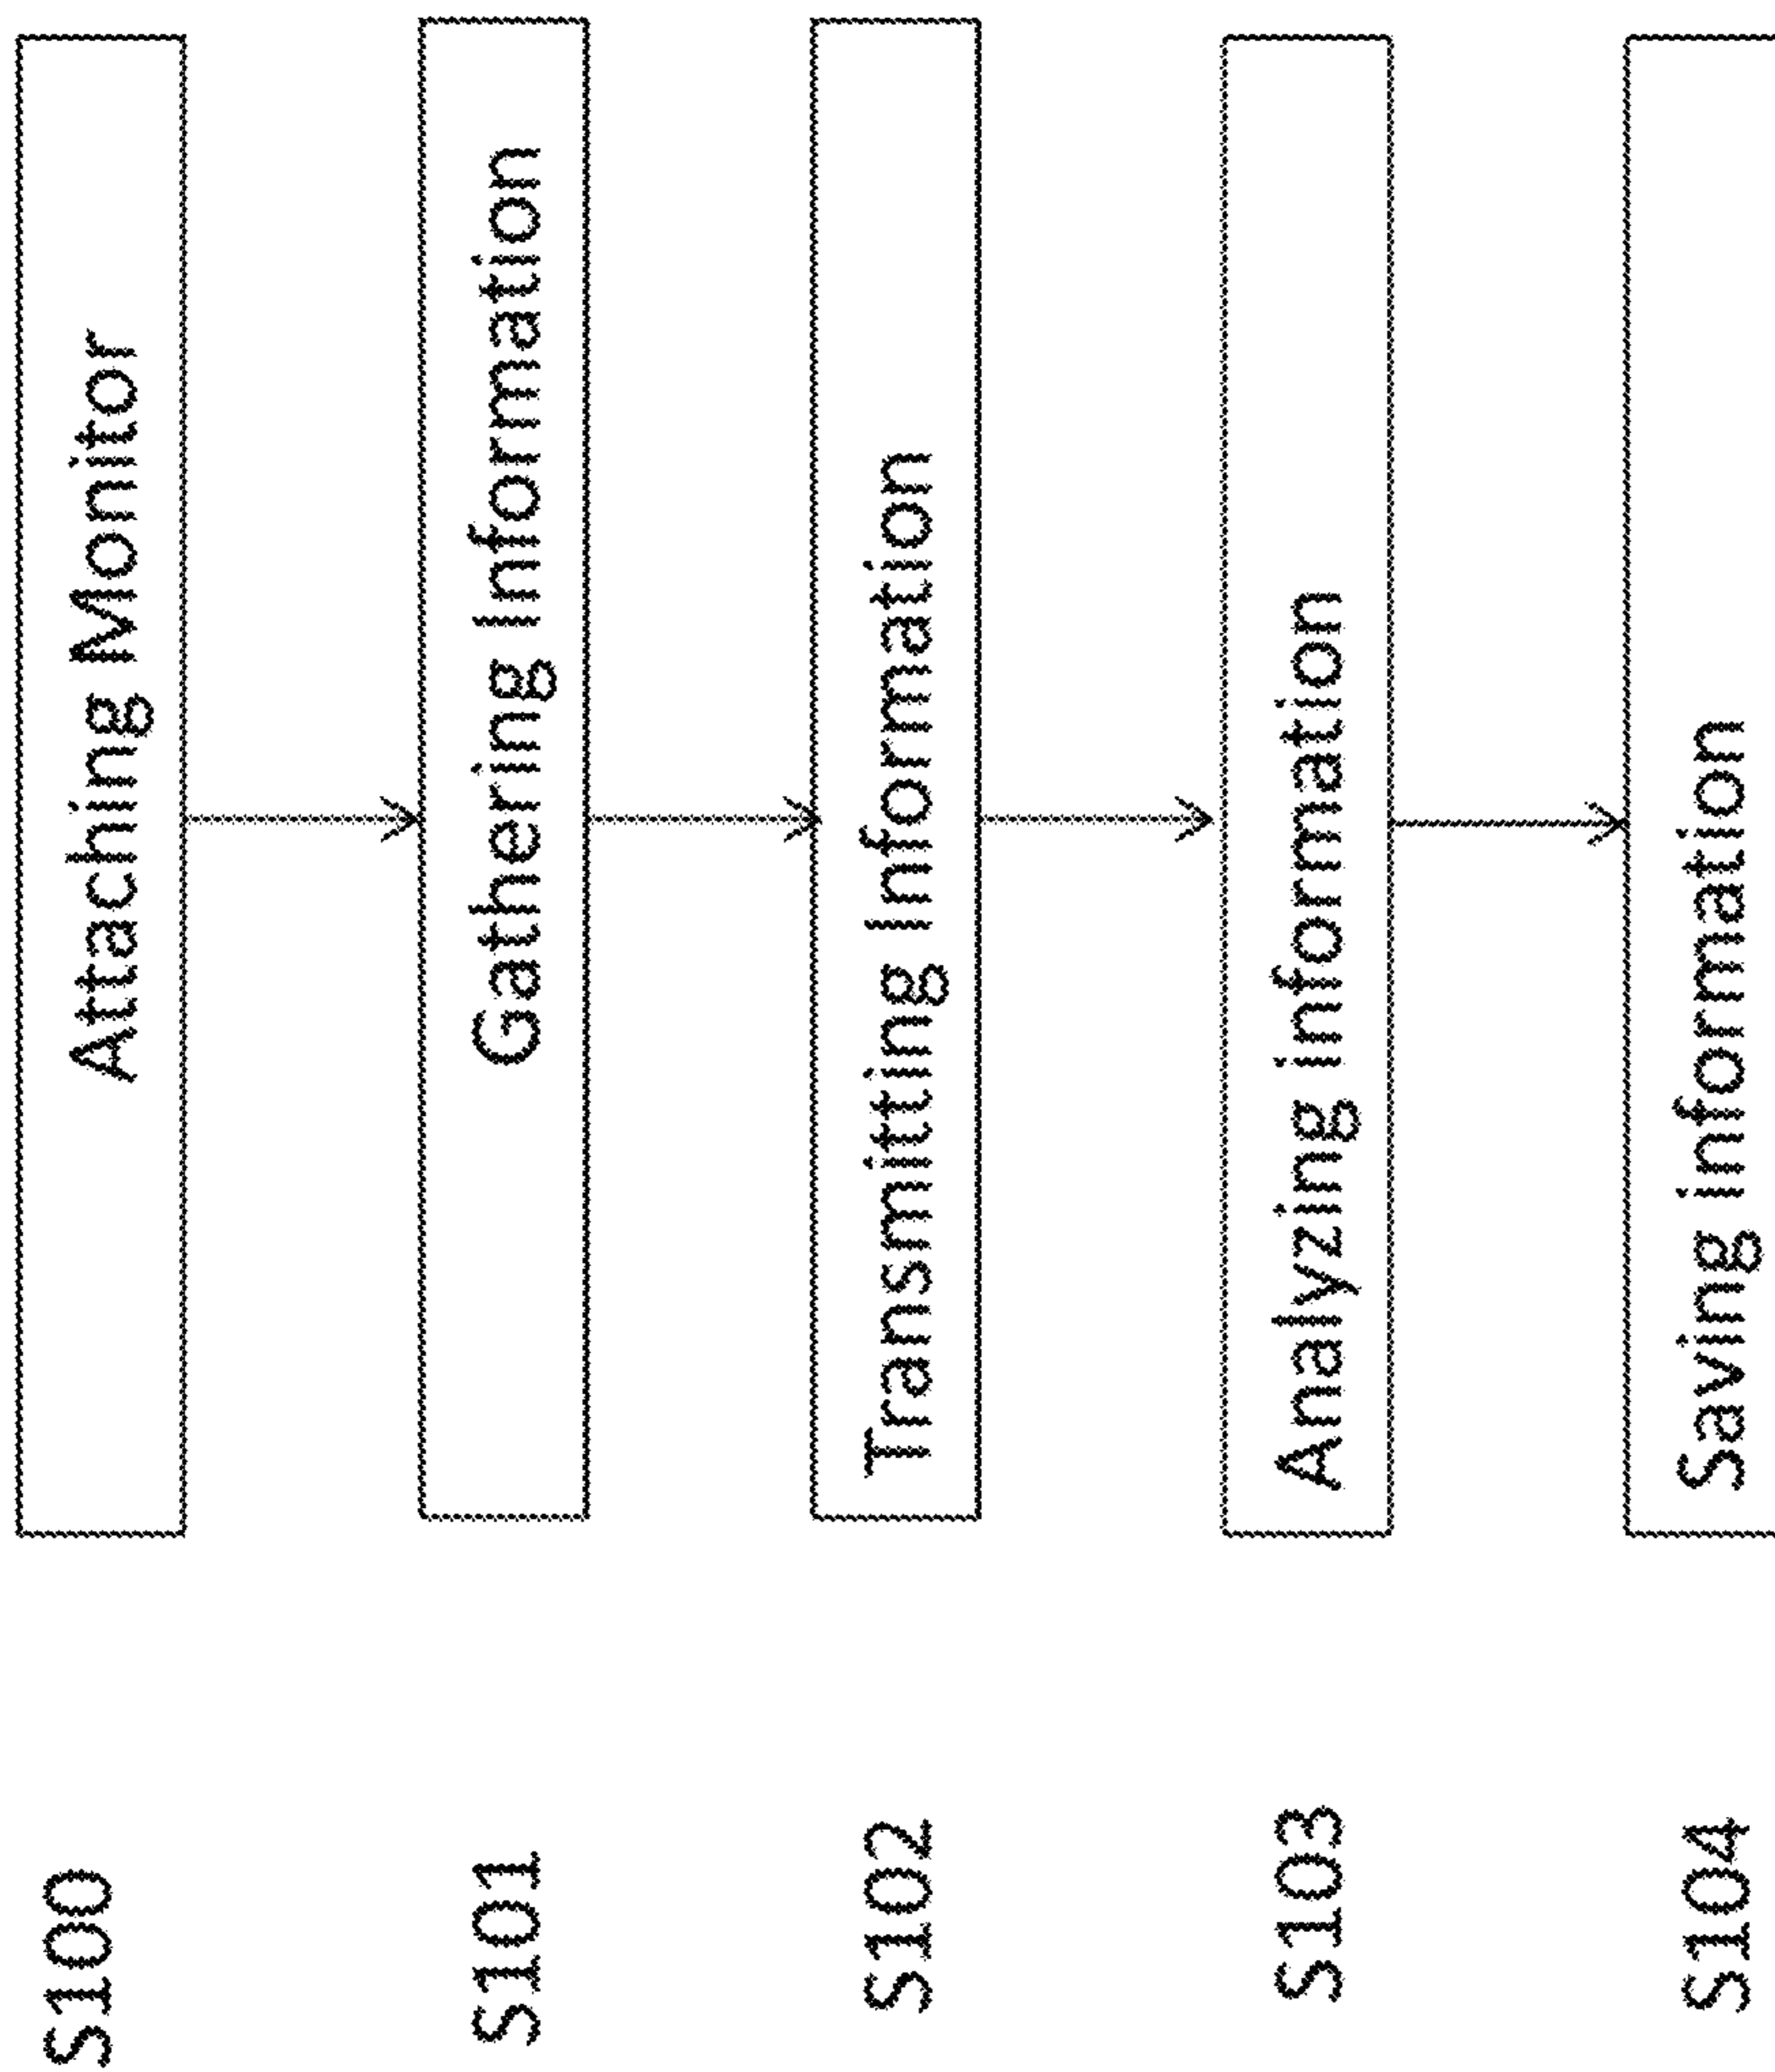 S100 Attaching Monitor
S101 Gathering Information
S102 Transmitting Information
S103 Analyzing information
S104 Saving information